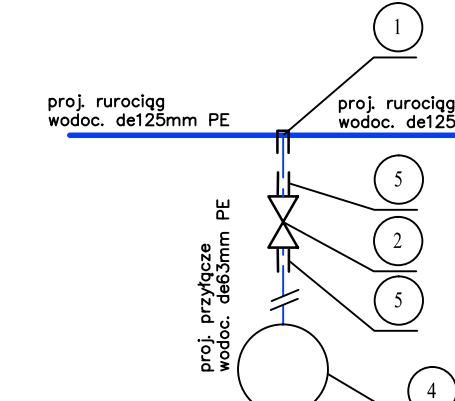 1
proj. rurociąg
wodoc. de125mm PE
proj. rurociąg
wodoc. de125
5
2
proj. przyłącze
wodoc. de63mm PE
5
4